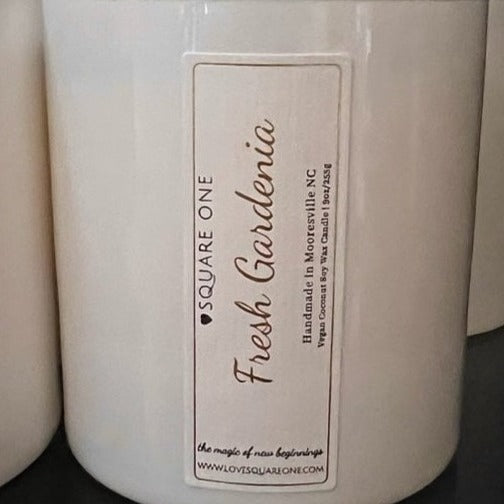 SQUARE ONE
Fresh Gardenia
Handmade in Mooresville NC
Vegan Coconut Soy Wax Candle | 9oz/255g
the magic of new beginnings
WWW.LOVESQUAREONE.COM